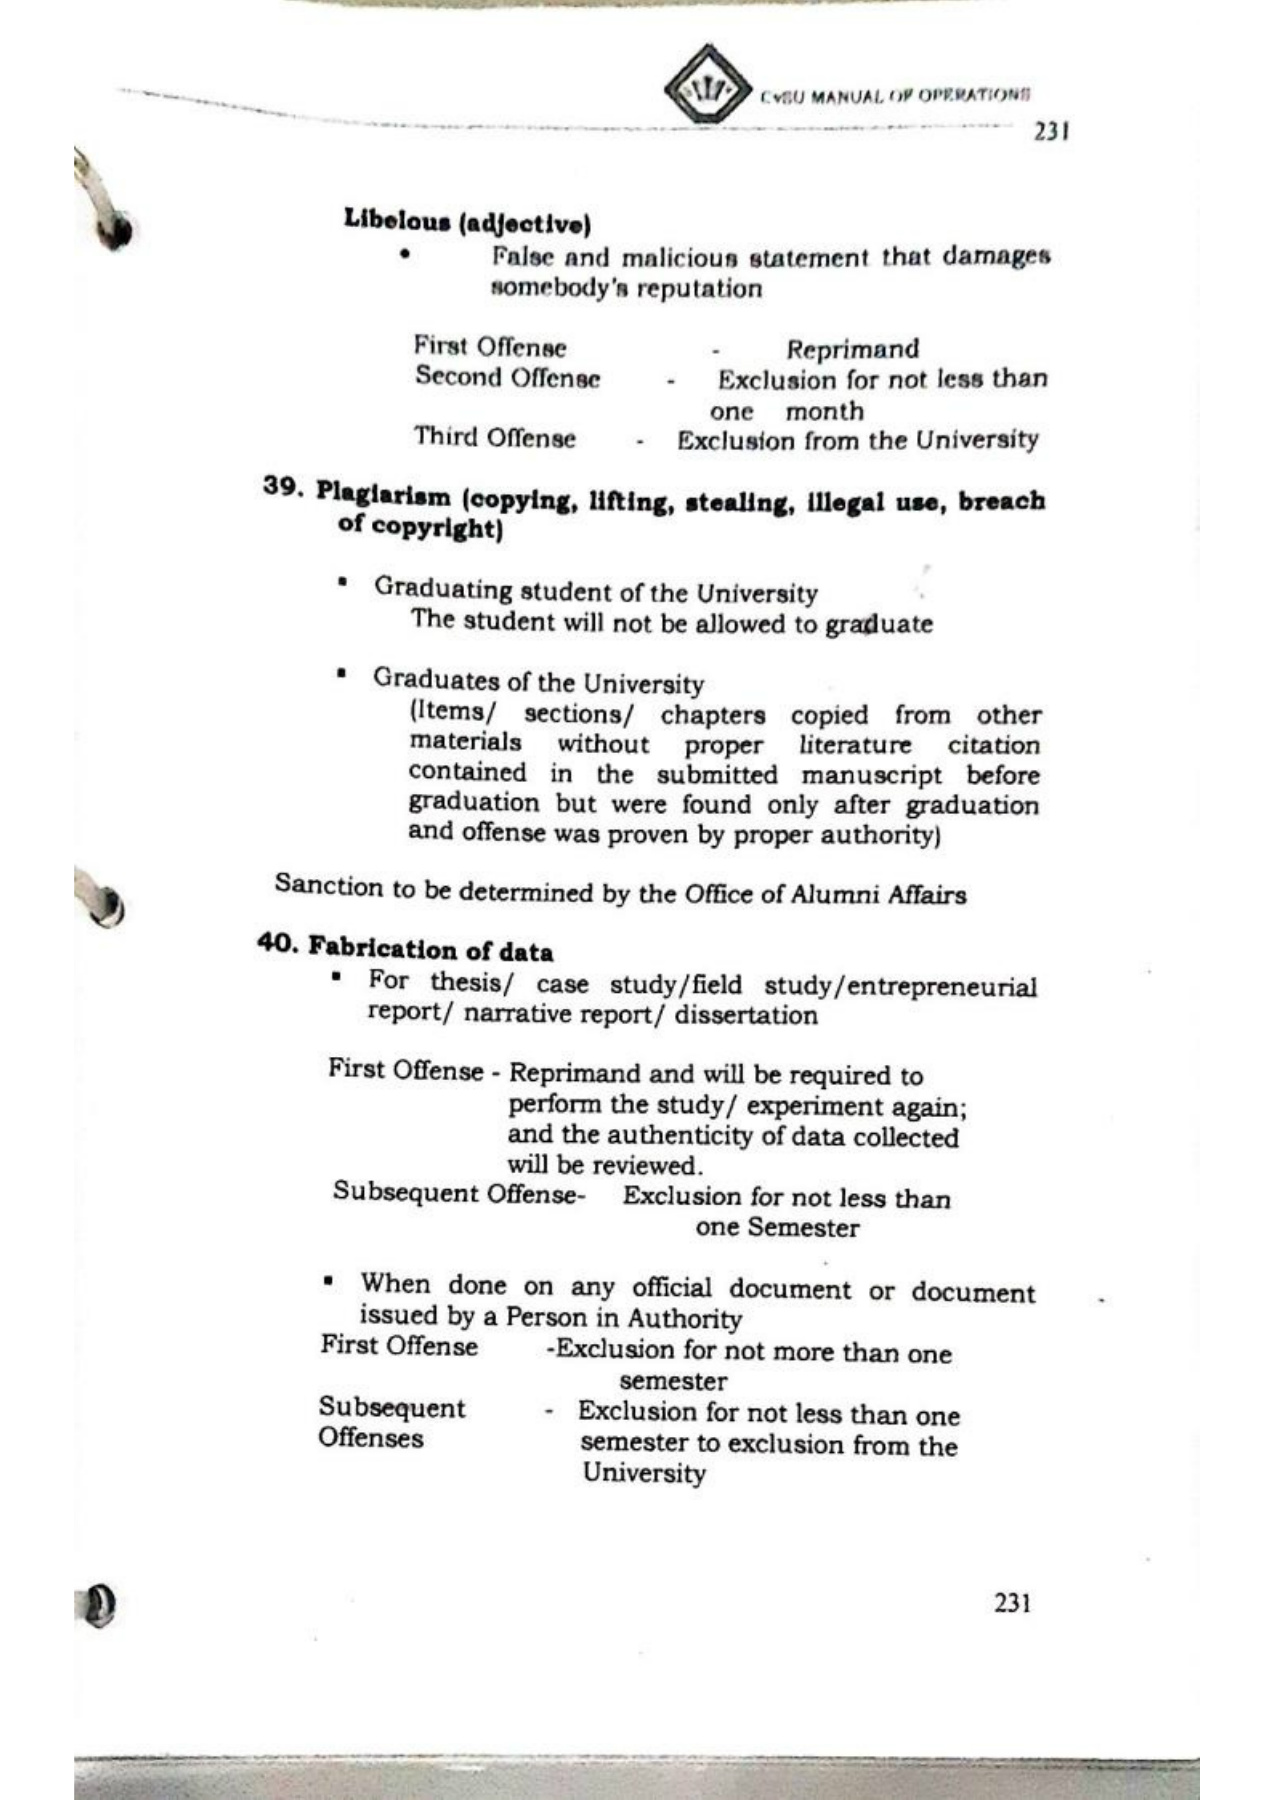 CvSU MANUAL OF OPERATIONS
231
Libelous (adjective)
• False and malicious statement that damages
somebody's reputation
First Offense - Reprimand
Second Offense - Exclusion for not less than
one month
Third Offense - Exclusion from the University
39. Plagiarism (copying, lifting, stealing, illegal use, breach
of copyright)
▪ Graduating student of the University
The student will not be allowed to graduate
▪ Graduates of the University
(Items/ sections/ chapters copied from other
materials without proper literature citation
contained in the submitted manuscript before
graduation but were found only after graduation
and offense was proven by proper authority)
Sanction to be determined by the Office of Alumni Affairs
40. Fabrication of data
▪ For thesis/ case study/field study/entrepreneurial
report/ narrative report/ dissertation
First Offense - Reprimand and will be required to
perform the study/ experiment again;
and the authenticity of data collected
will be reviewed.
Subsequent Offense- Exclusion for not less than
one Semester
▪ When done on any official document or document
issued by a Person in Authority
First Offense -Exclusion for not more than one
semester
Subsequent - Exclusion for not less than one
Offenses semester to exclusion from the
University
231